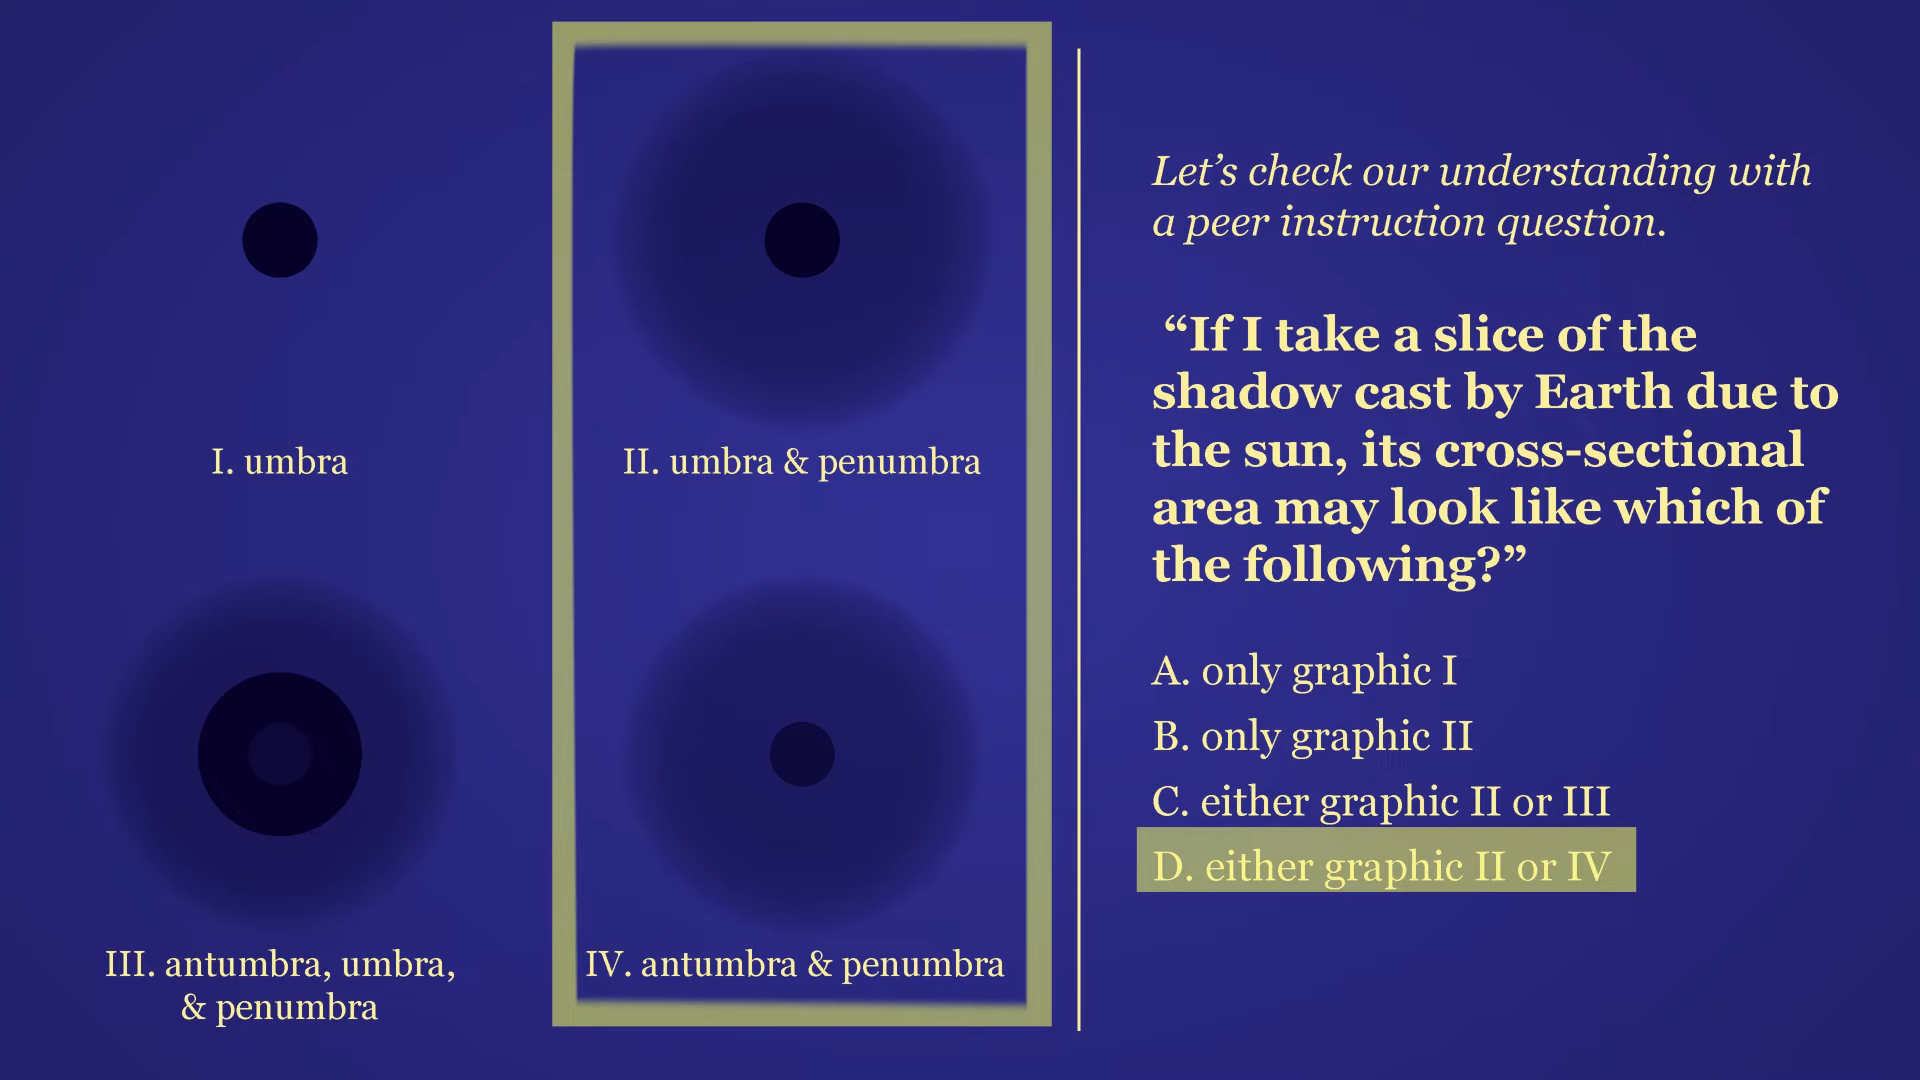 I. umbra
II. umbra & penumbra
III. antumbra, umbra,
& penumbra
IV. antumbra & penumbra
Let’s check our understanding with
a peer instruction question.
“If I take a slice of the
shadow cast by Earth due to
the sun, its cross-sectional
area may look like which of
the following?”
A. only graphic I
B. only graphic II
C. either graphic II or III
D. either graphic II or IV